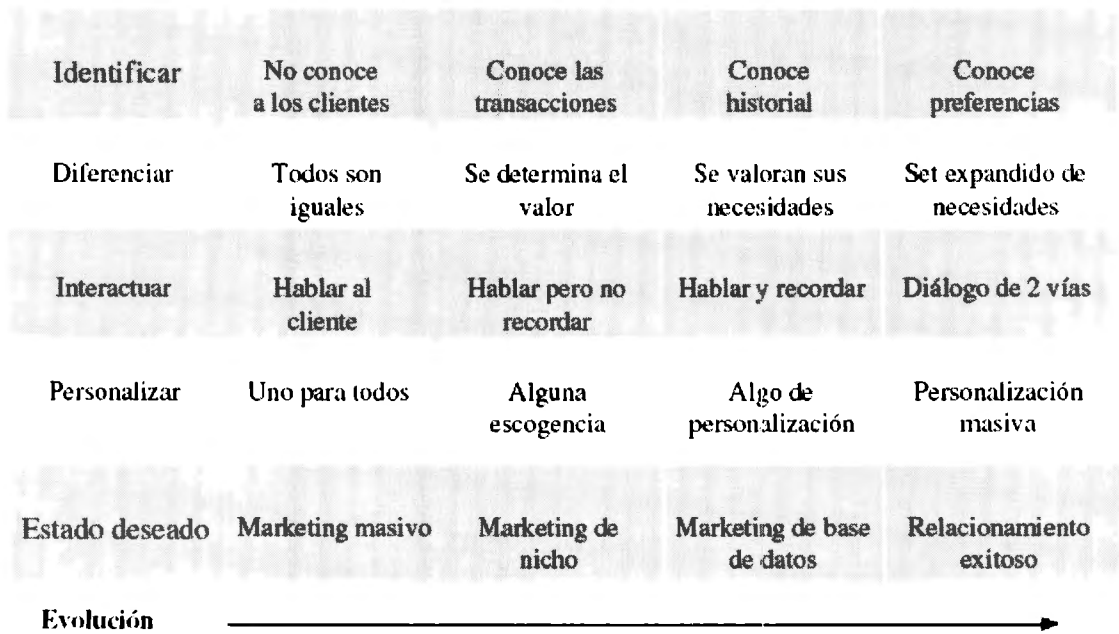 Identificar No conoce Conoce las Conoce Conoce
a los clientes transacciones historial preferencias
Diferenciar Todos son Se determina el Se valoran sus Set expandido de
iguales valor necesidades necesidades
Interactuar Hablar al Hablar pero no Hablar y recordar Diálogo de 2 vías
cliente recordar
Personalizar Uno para todos Alguna Algo de Personalización
escogencia personalización masiva
Estado deseado Marketing masivo Marketing de Marketing de base Relacionamiento
nicho de datos exitoso
Evolución